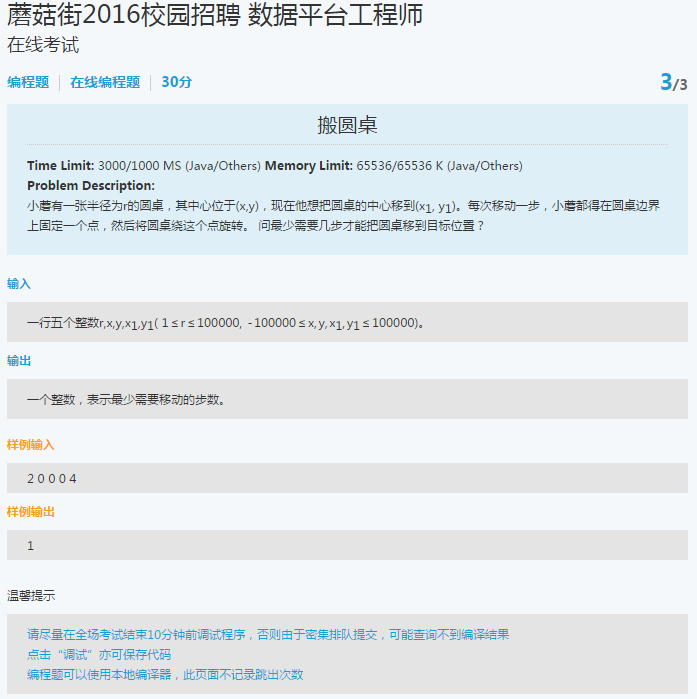 蘑菇街2016校园招聘 数据平台工程师
在线考试
编程题 | 在线编程题 | 30分 3/3
搬圆桌
Time Limit: 3000/1000 MS (Java/Others) Memory Limit: 65536/65536 K (Java/Others)
Problem Description:
小蘑有一张半径为r的圆桌，其中心位于(x,y)，现在他想把圆桌的中心移到(x1, y1)。每次移动一步，小蘑都得在圆桌边界
上固定一个点，然后将圆桌绕这个点旋转。 问最少需要几步才能把圆桌移到目标位置？
输入
一行五个整数r,x,y,x1,y1( 1 ≤ r ≤ 100000, - 100000 ≤ x, y, x1, y1 ≤ 100000)。
输出
一个整数，表示最少需要移动的步数。
样例输入
2 0 0 0 4
样例输出
1
温馨提示
请尽量在全场考试结束10分钟前调试程序，否则由于密集排队提交，可能查询不到编译结果
点击“调试”亦可保存代码
编程题可以使用本地编译器，此页面不记录跳出次数